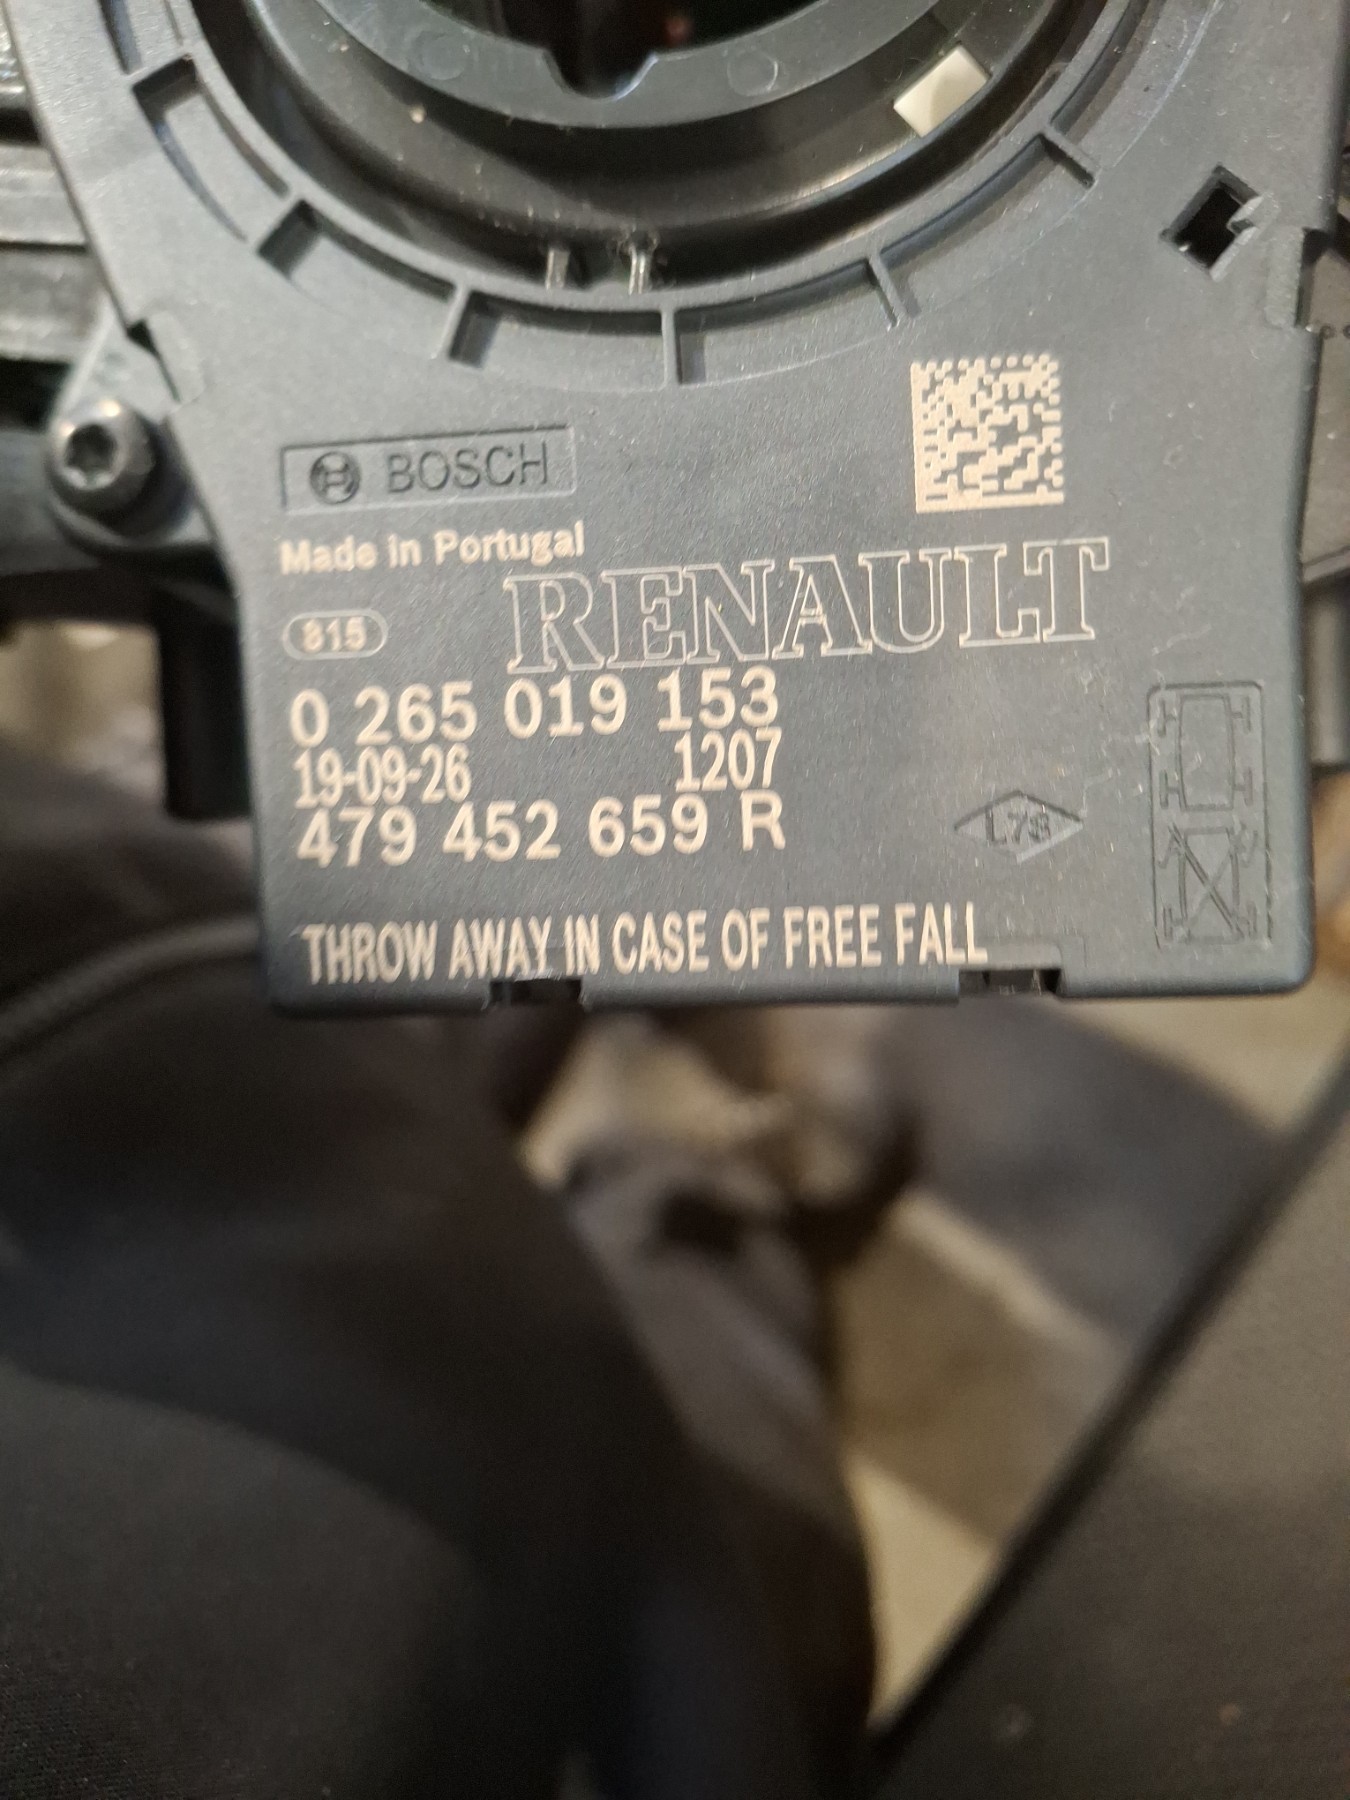 BOSCH
Made in Portugal
RENAULT
815
0 265 019 153
19-09-26 1207
479 452 659 R
L78
THROW AWAY IN CASE OF FREE FALL